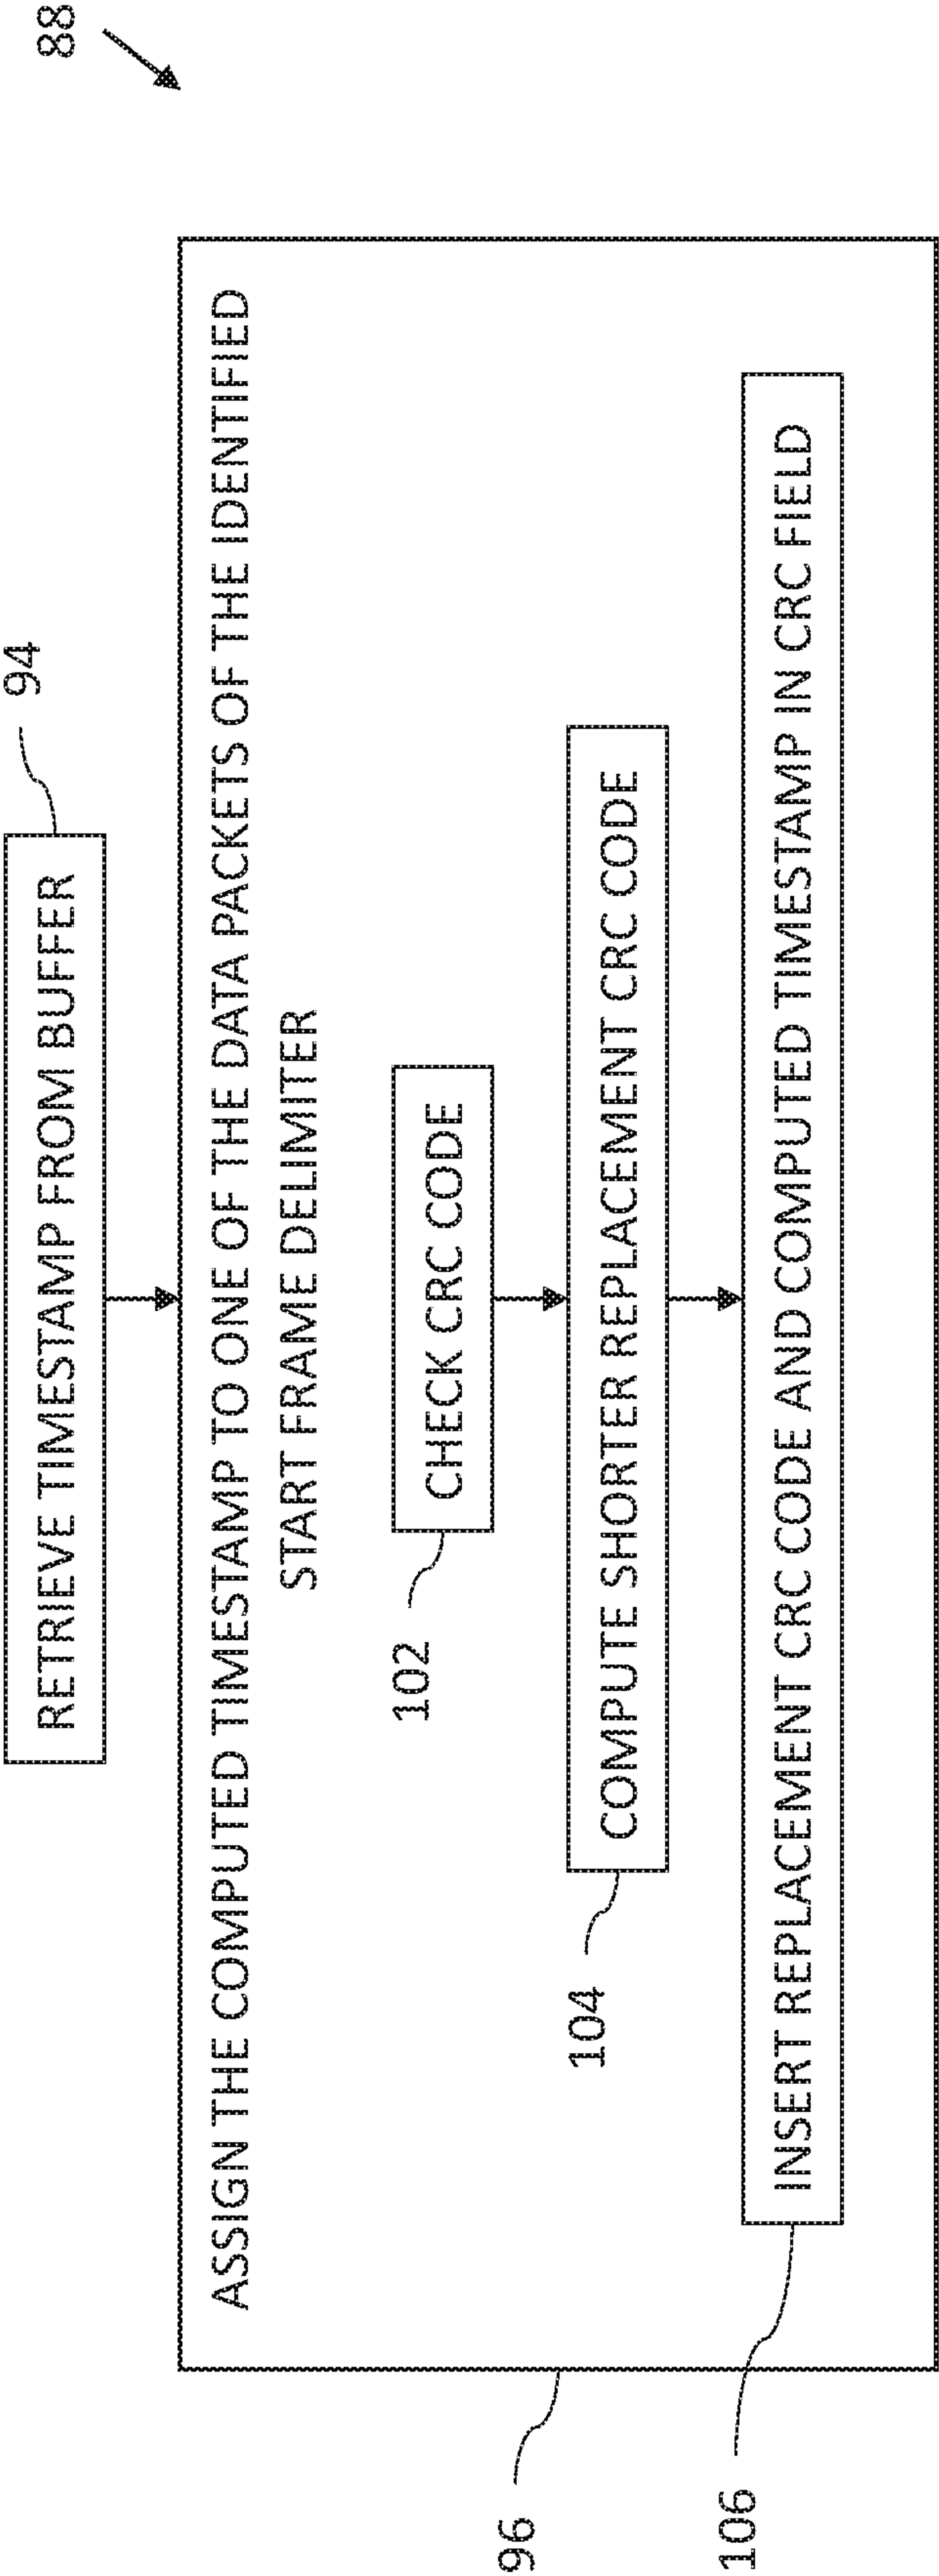 88
RETRIEVE TIMESTAMP FROM BUFFER
94
ASSIGN THE COMPUTED TIMESTAMP TO ONE OF THE DATA PACKETS OF THE IDENTIFIED
START FRAME DELIMITER
96
CHECK CRC CODE
102
COMPUTE SHORTER REPLACEMENT CRC CODE
104
INSERT REPLACEMENT CRC CODE AND COMPUTED TIMESTAMP IN CRC FIELD
106